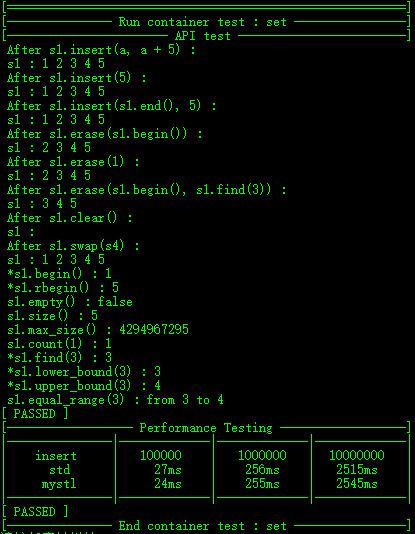 Run container test : set
API test
After s1.insert(a, a + 5) :
s1 : 1 2 3 4 5
After s1.insert(5) :
s1 : 1 2 3 4 5
After s1.insert(s1.end(), 5) :
s1 : 1 2 3 4 5
After s1.erase(s1.begin()) :
s1 : 2 3 4 5
After s1.erase(1) :
s1 : 2 3 4 5
After s1.erase(s1.begin(), s1.find(3)) :
s1 : 3 4 5
After s1.clear() :
s1 :
After s1.swap(s4) :
s1 : 1 2 3 4 5
*s1.begin() : 1
*s1.rbegin() : 5
s1.empty() : false
s1.size() : 5
s1.max_size() : 4294967295
s1.count(1) : 1
*s1.find(3) : 3
*s1.lower_bound(3) : 3
*s1.upper_bound(3) : 4
s1.equal_range(3) : from 3 to 4
[ PASSED ]
Performance Testing
insert 100000 1000000 10000000
std 27ms 256ms 2515ms
mystl 24ms 255ms 2545ms
[ PASSED ]
End container test : set